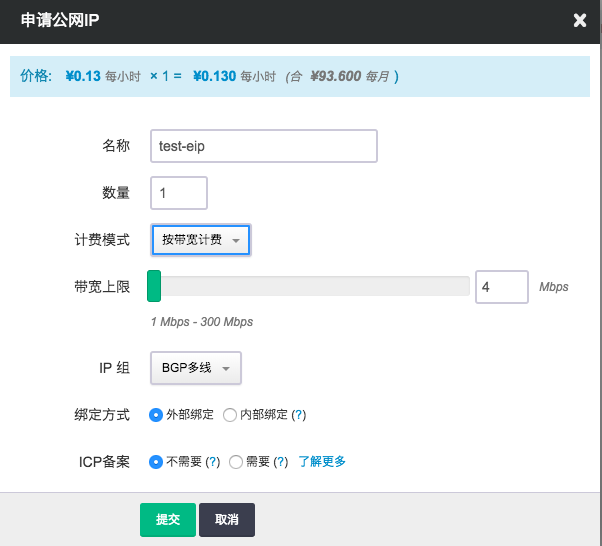 申请公网IP ×
价格: ¥0.13 每小时 × 1 = ¥0.130 每小时 (合 ¥93.600 每月 )
名称 test-eip
数量 1
计费模式 按带宽计费
带宽上限 4 Mbps
1 Mbps - 300 Mbps
IP 组 BGP多线
绑定方式 外部绑定 内部绑定 (?)
ICP备案 不需要 (?) 需要 (?) 了解更多
提交 取消